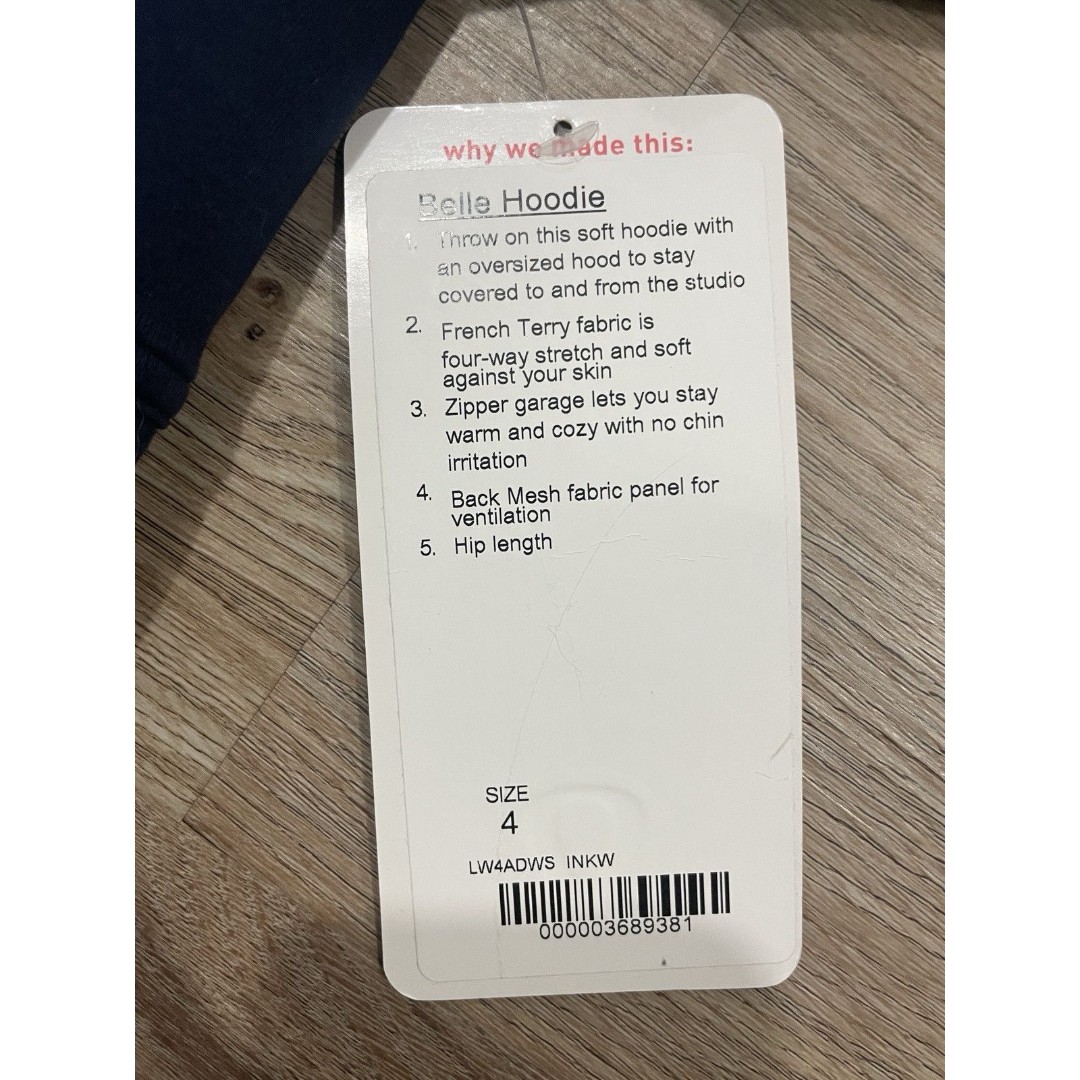 why we made this:
Belle Hoodie
1. Throw on this soft hoodie with
an oversized hood to stay
covered to and from the studio
2. French Terry fabric is
four-way stretch and soft
against your skin
3. Zipper garage lets you stay
warm and cozy with no chin
irritation
4. Back Mesh fabric panel for
ventilation
5. Hip length
SIZE
4
LW4ADWS INKW
000003689381